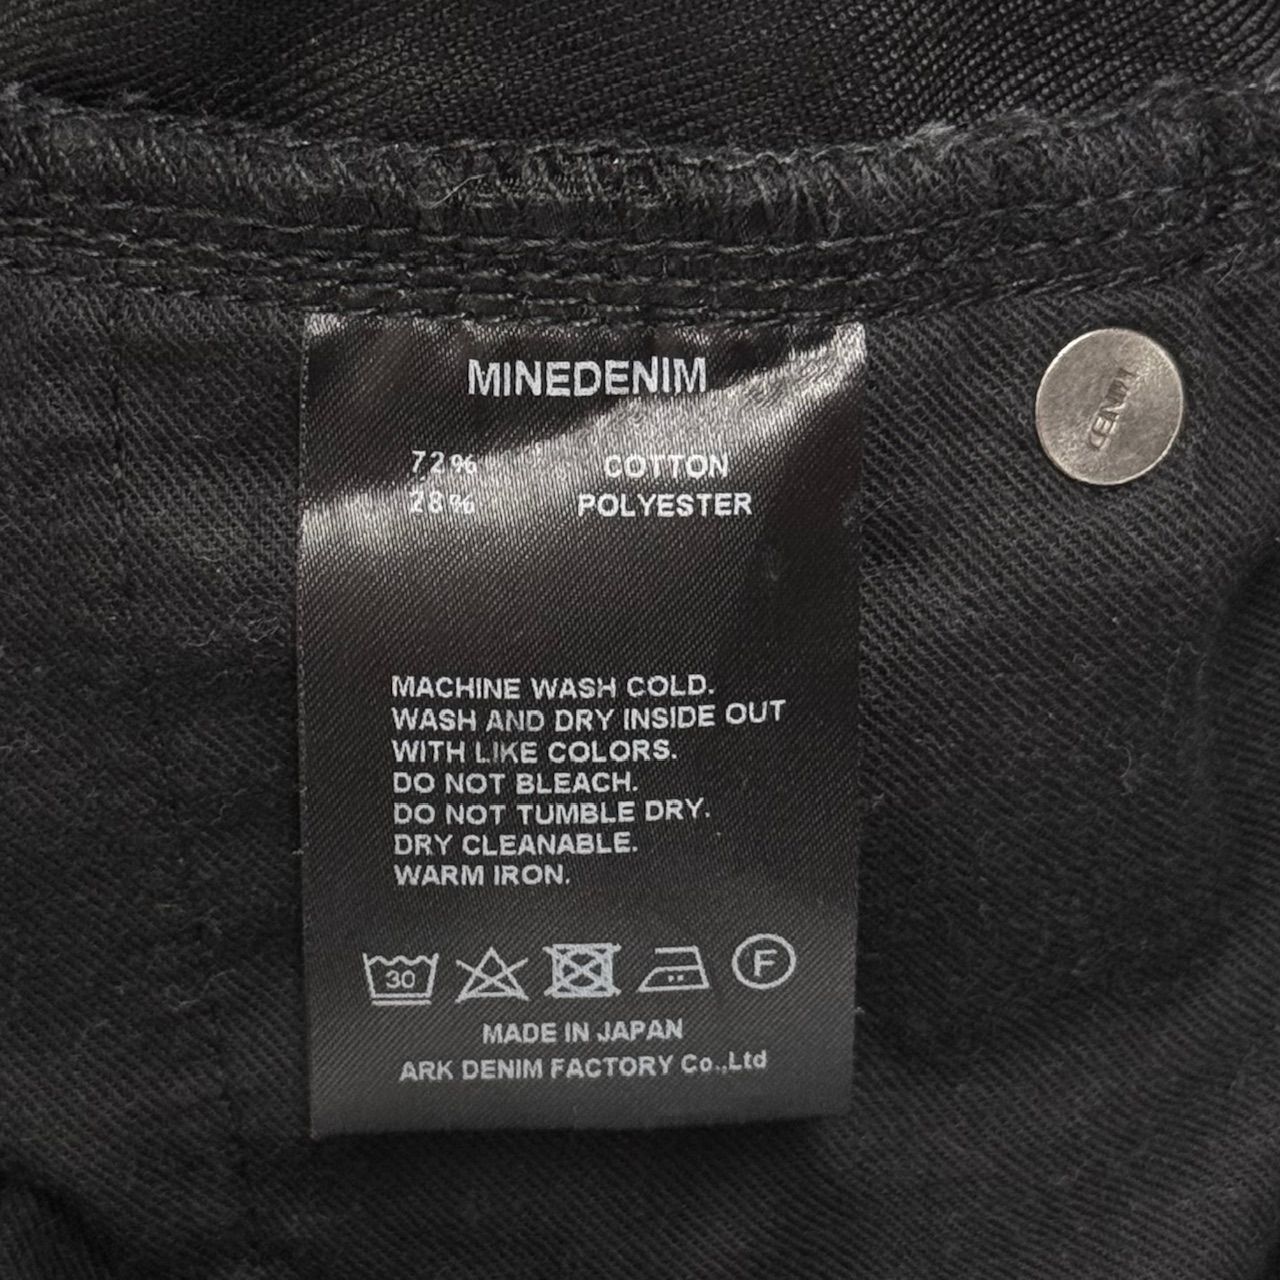 MINEDENIM
72% COTTON
28% POLYESTER
MACHINE WASH COLD.
WASH AND DRY INSIDE OUT
WITH LIKE COLORS.
DO NOT BLEACH.
DO NOT TUMBLE DRY.
DRY CLEANABLE.
WARM IRON.
30 F
MADE IN JAPAN
ARK DENIM FACTORY Co.,Ltd